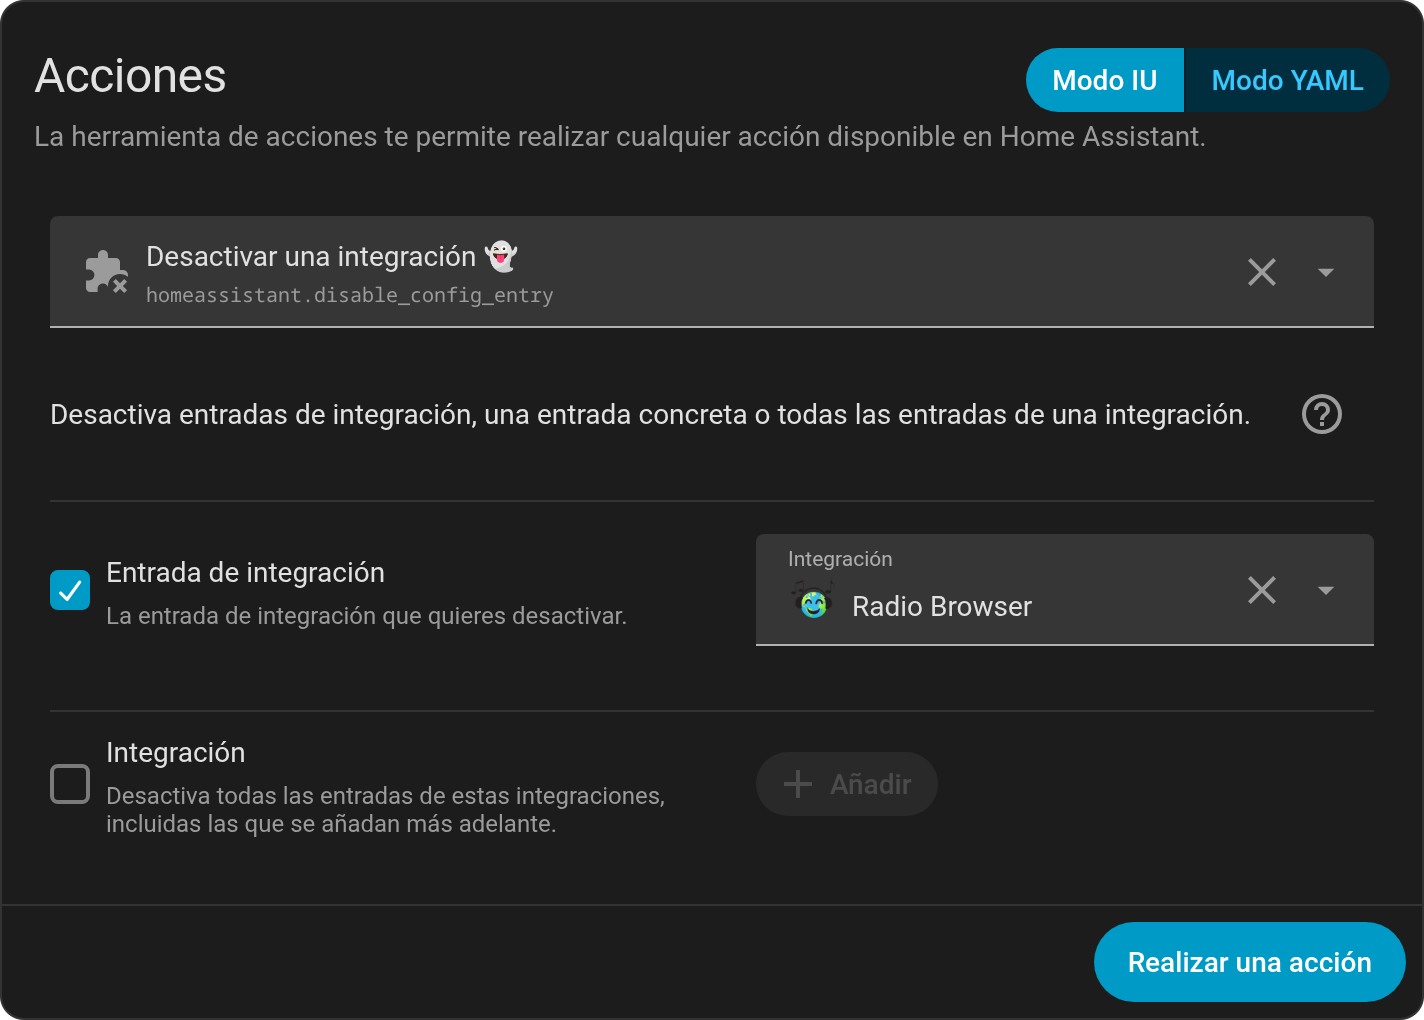 Acciones
Modo IU
Modo YAML
La herramienta de acciones te permite realizar cualquier acción disponible en Home Assistant.
Desactivar una integración 👻
homeassistant.disable_config_entry
Desactiva entradas de integración, una entrada concreta o todas las entradas de una integración.
Entrada de integración
La entrada de integración que quieres desactivar.
Integración
Radio Browser
Integración
Desactiva todas las entradas de estas integraciones,
incluidas las que se añadan más adelante.
Añadir
Realizar una acción